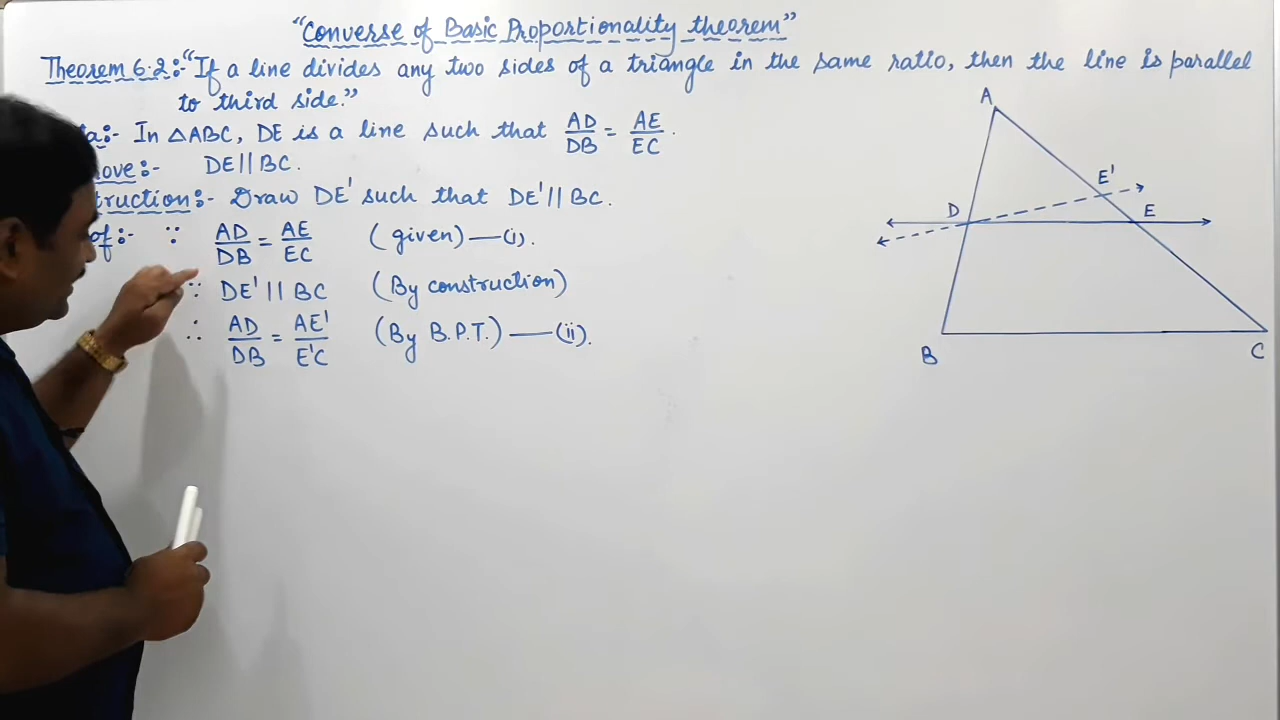 "Converse of Basic Proportionality theorem"
Theorem 6.2:- "If a line divides any two sides of a triangle in the same ratio, then the line is parallel
to third side."
:- In △ABC, DE is a line such that AD/DB = AE/EC.
:- DE || BC.
:- Draw DE' such that DE' || BC.
:- ∵ AD/DB = AE/EC (given) — (i).
∵ DE' || BC (By construction)
∴ AD/DB = AE'/E'C (By B.P.T.) — (ii).
A
E'
D
E
B
C